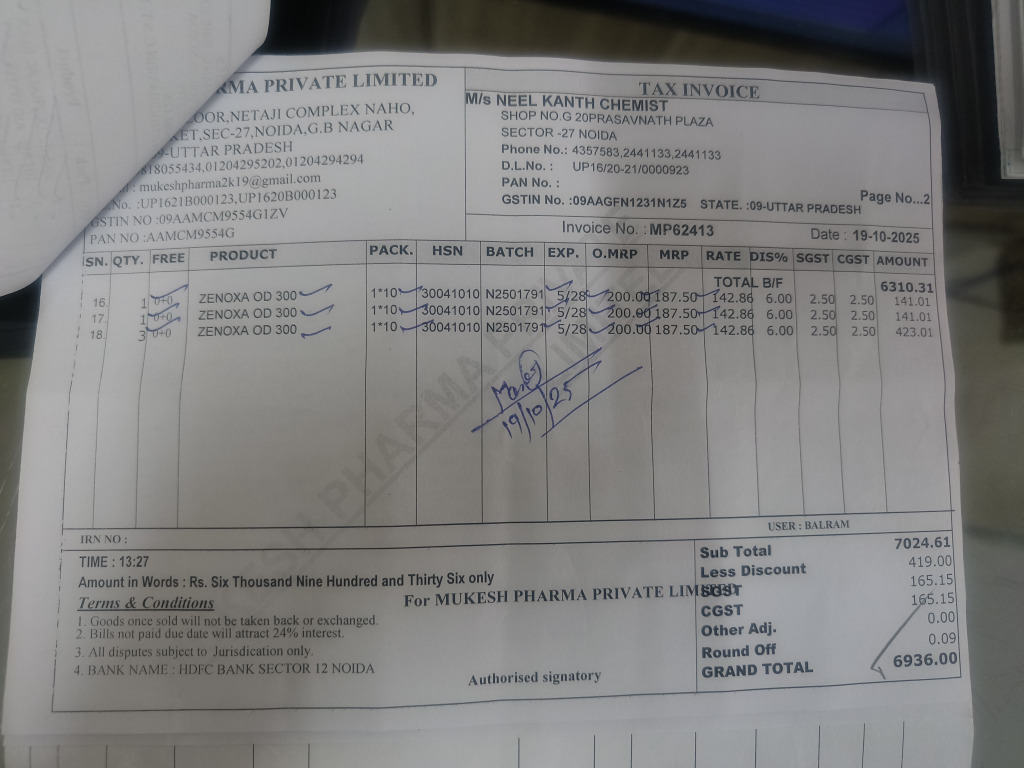 RMA PRIVATE LIMITED
OOR,NETAJI COMPLEX NAHO,
KET,SEC-27,NOIDA,G.B NAGAR
9-UTTAR PRADESH
818055434,01204295202,01204294294
: mukeshpharma2k19@gmail.com
No. :UP1621B000123,UP1620B000123
GSTIN NO :09AAMCM9554G1ZV
PAN NO :AAMCM9554G
TAX INVOICE
M/s NEEL KANTH CHEMIST
SHOP NO.G 20PRASAVNATH PLAZA
SECTOR -27 NOIDA
Phone No.: 4357583,2441133,2441133
D.L.No. : UP16/20-21/0000923
PAN No. :
GSTIN No. :09AAGFN1231N1Z5 STATE. :09-UTTAR PRADESH
Page No...2
Invoice No. : MP62413 Date : 19-10-2025
SN. QTY. FREE PRODUCT PACK. HSN BATCH EXP. O.MRP MRP RATE DIS% SGST CGST AMOUNT
TOTAL B/F 6310.31
16. 1 0+0 ZENOXA OD 300 1*10 30041010 N2501791 5/28 200.00 187.50 142.86 6.00 2.50 2.50 141.01
17. 1 0+0 ZENOXA OD 300 1*10 30041010 N2501791 5/28 200.00 187.50 142.86 6.00 2.50 2.50 141.01
18. 3 0+0 ZENOXA OD 300 1*10 30041010 N2501791 5/28 200.00 187.50 142.86 6.00 2.50 2.50 423.01
19/10/25
USER : BALRAM
IRN NO :
TIME : 13:27
Amount in Words : Rs. Six Thousand Nine Hundred and Thirty Six only
Terms & Conditions
For MUKESH PHARMA PRIVATE LIMITED
1. Goods once sold will not be taken back or exchanged.
2. Bills not paid due date will attract 24% interest.
3. All disputes subject to Jurisdication only.
4. BANK NAME : HDFC BANK SECTOR 12 NOIDA
Authorised signatory
Sub Total 7024.61
Less Discount 419.00
SGST 165.15
CGST 165.15
Other Adj. 0.00
Round Off 0.09
GRAND TOTAL 6936.00